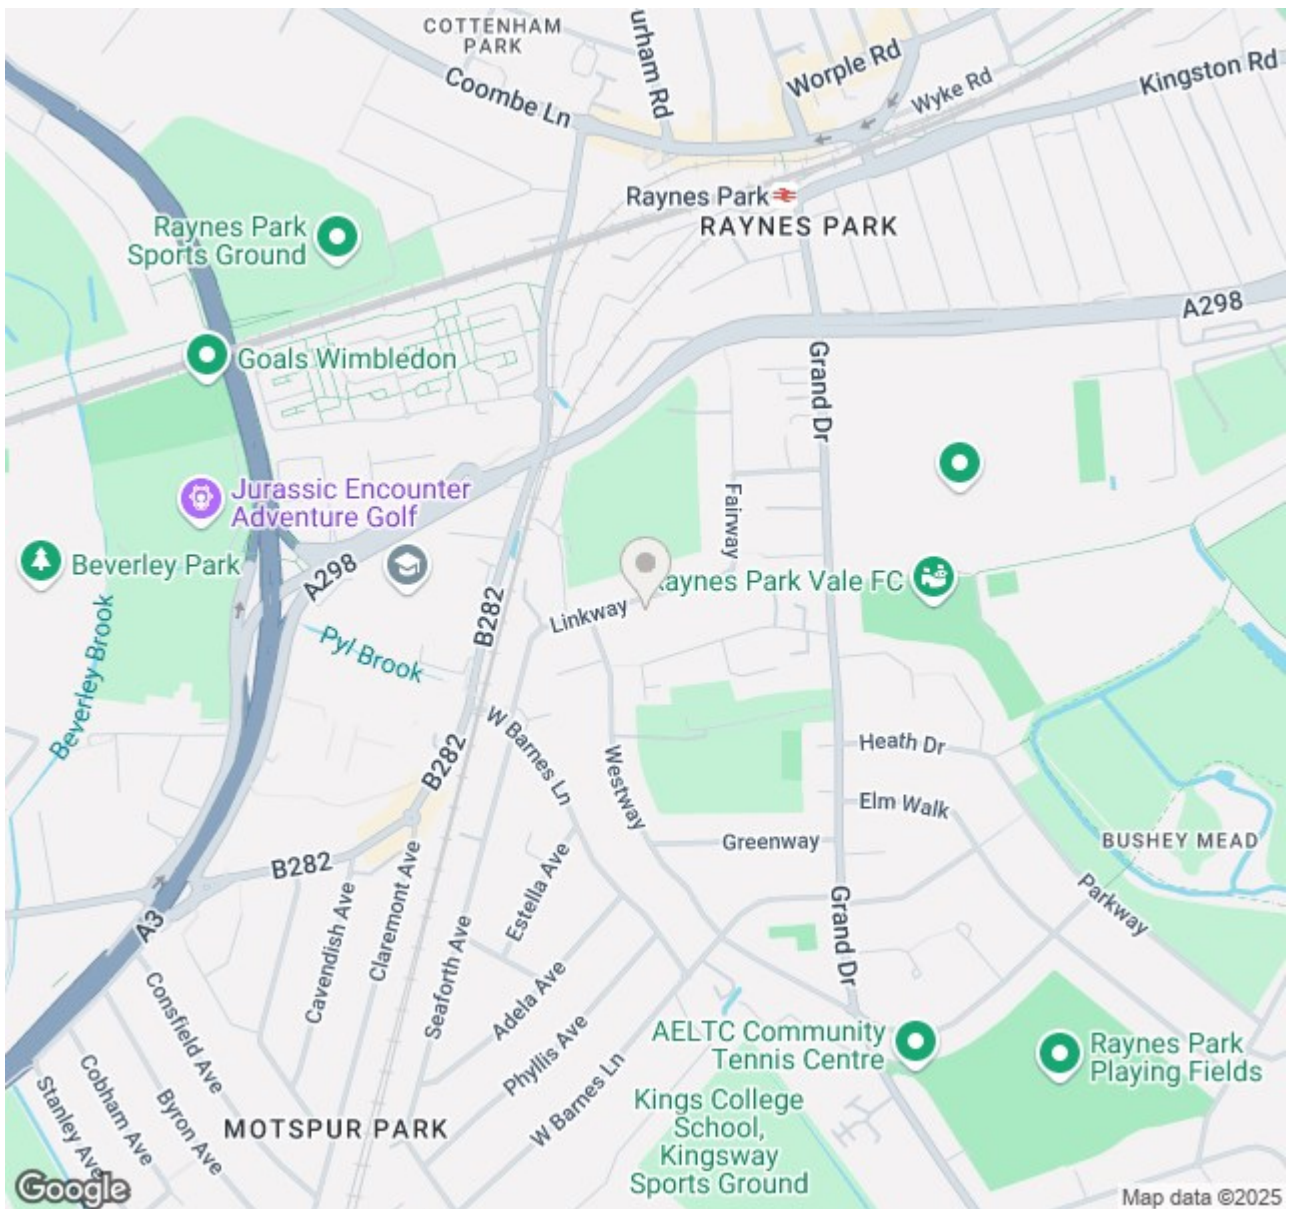 COTTENHAM
PARK
urham Rd
Worple Rd
Coombe Ln
Wyke Rd
Kingston Rd
Raynes Park
RAYNES PARK
Raynes Park
Sports Ground
A298
Goals Wimbledon
Grand Dr
Jurassic Encounter
Adventure Golf
Fairway
Beverley Park
A298
B282
Linkway
aynes Park Vale FC
Pyl Brook
Beverley Brook
W Barnes Ln
B282
Westway
Heath Dr
Elm Walk
Greenway
BUSHEY MEAD
B282
Parkway
A3
Cavendish Ave
Claremont Ave
Estella Ave
Seaforth Ave
Grand Dr
Adela Ave
Consfield Ave
Phyllis Ave
W Barnes Ln
AELTC Community
Tennis Centre
Raynes Park
Playing Fields
Stanley Ave
Cobham Ave
Byron Ave
MOTSPUR PARK
Kings College
School,
Kingsway
Sports Ground
Google
Map data ©2025